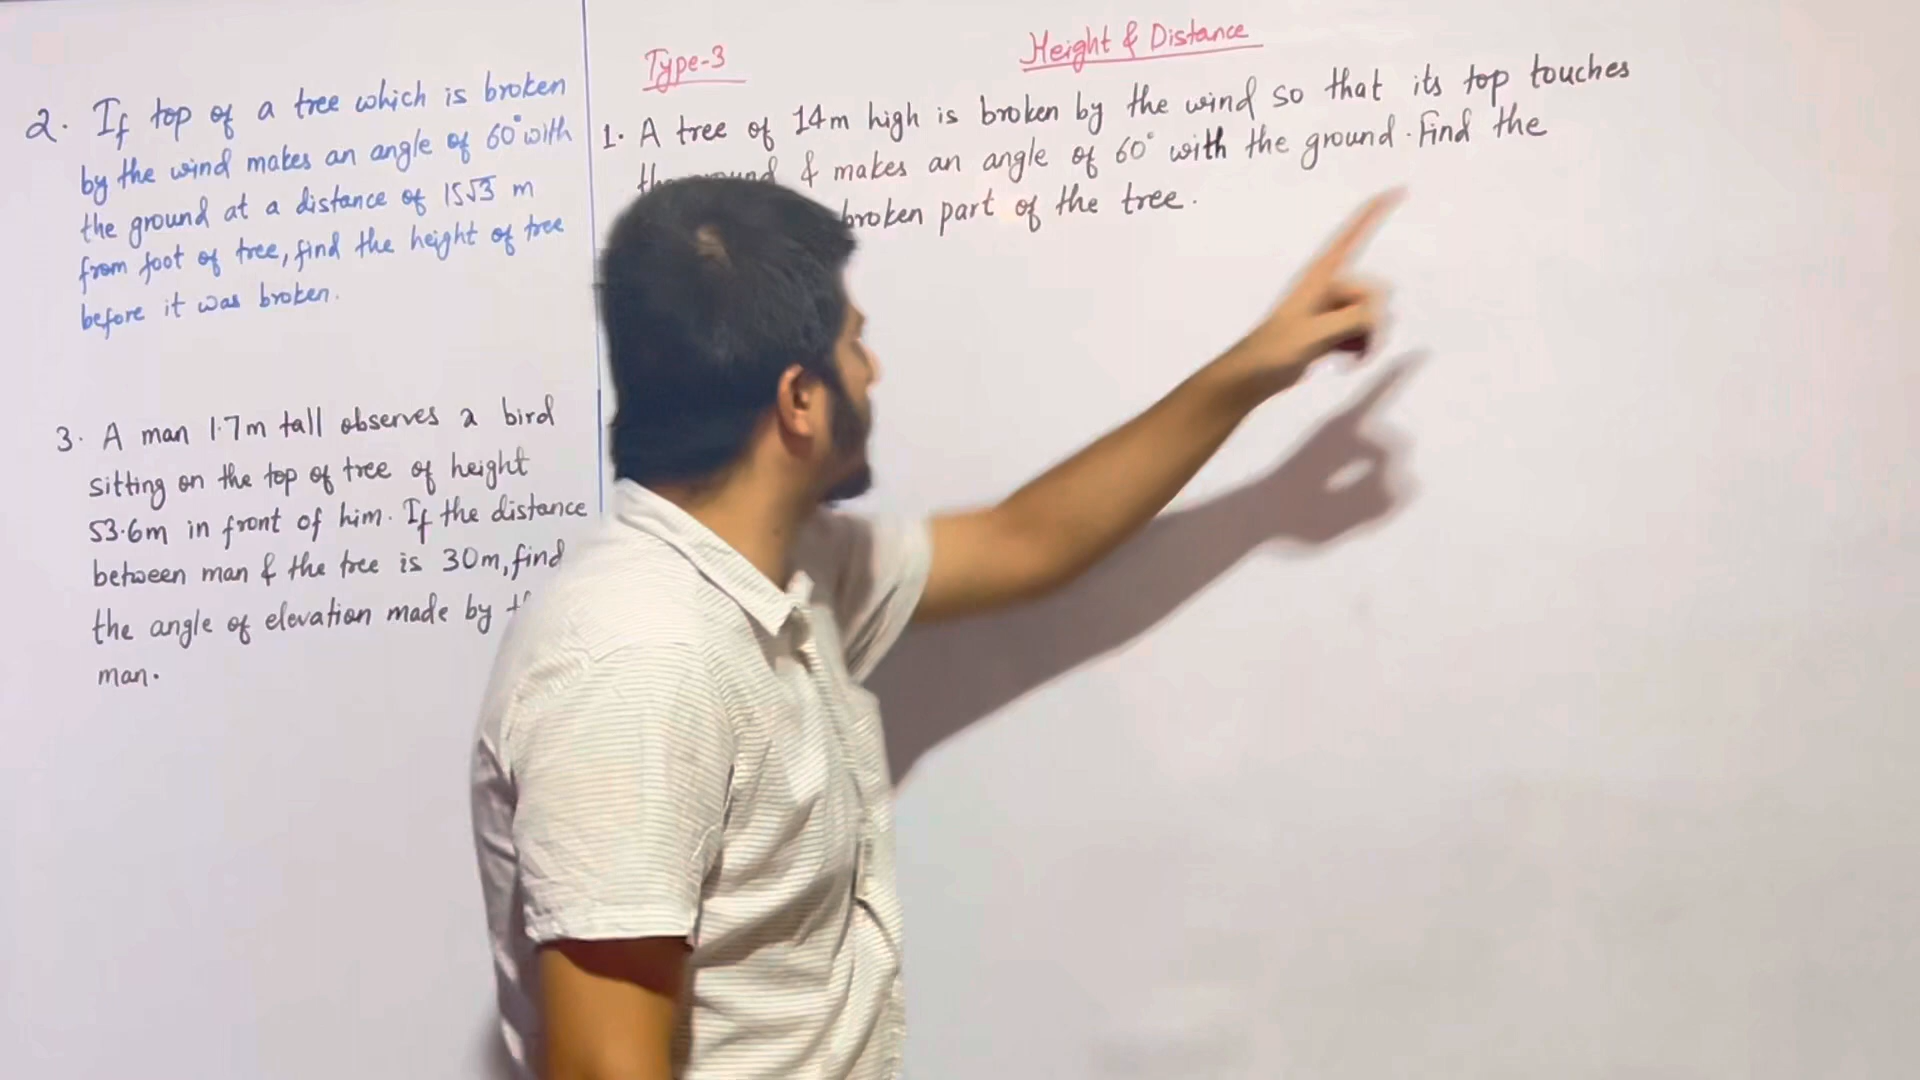 Type-3
Height & Distance
1. A tree of 14m high is broken by the wind so that its top touches
& makes an angle of 60° with the ground. Find the
broken part of the tree.
2. If top of a tree which is broken
by the wind makes an angle of 60° with
the ground at a distance of 15√3 m
from foot of tree, find the height of tree
before it was broken.
3. A man 1.7m tall observes a bird
sitting on the top of tree of height
53.6m in front of him. If the distance
between man & the tree is 30m, find
the angle of elevation made by
man.